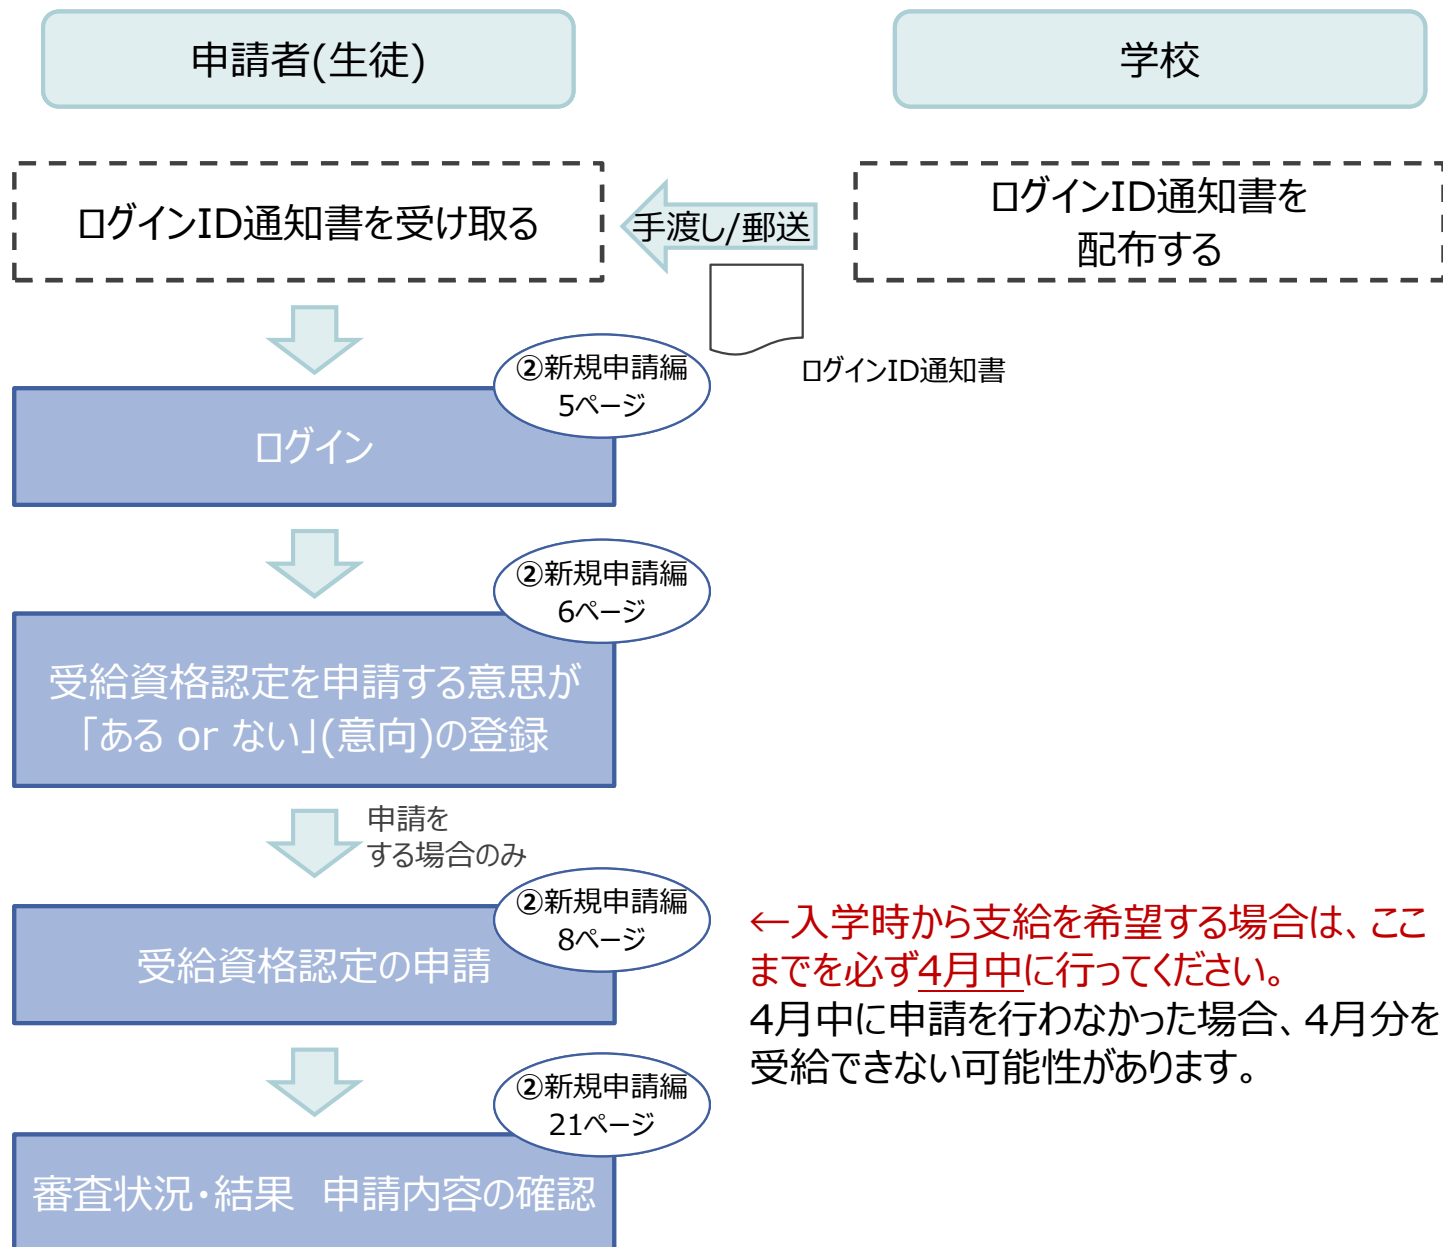 申請者(生徒)
学校
ログインID通知書を受け取る
手渡し/郵送
ログインID通知書を
配布する
ログインID通知書
②新規申請編
5ページ
ログイン
②新規申請編
6ページ
受給資格認定を申請する意思が
「ある or ない」(意向)の登録
申請を
する場合のみ
②新規申請編
8ページ
受給資格認定の申請
←入学時から支給を希望する場合は、ここ
までを必ず4月中に行ってください。
4月中に申請を行わなかった場合、4月分を
受給できない可能性があります。
②新規申請編
21ページ
審査状況・結果　申請内容の確認